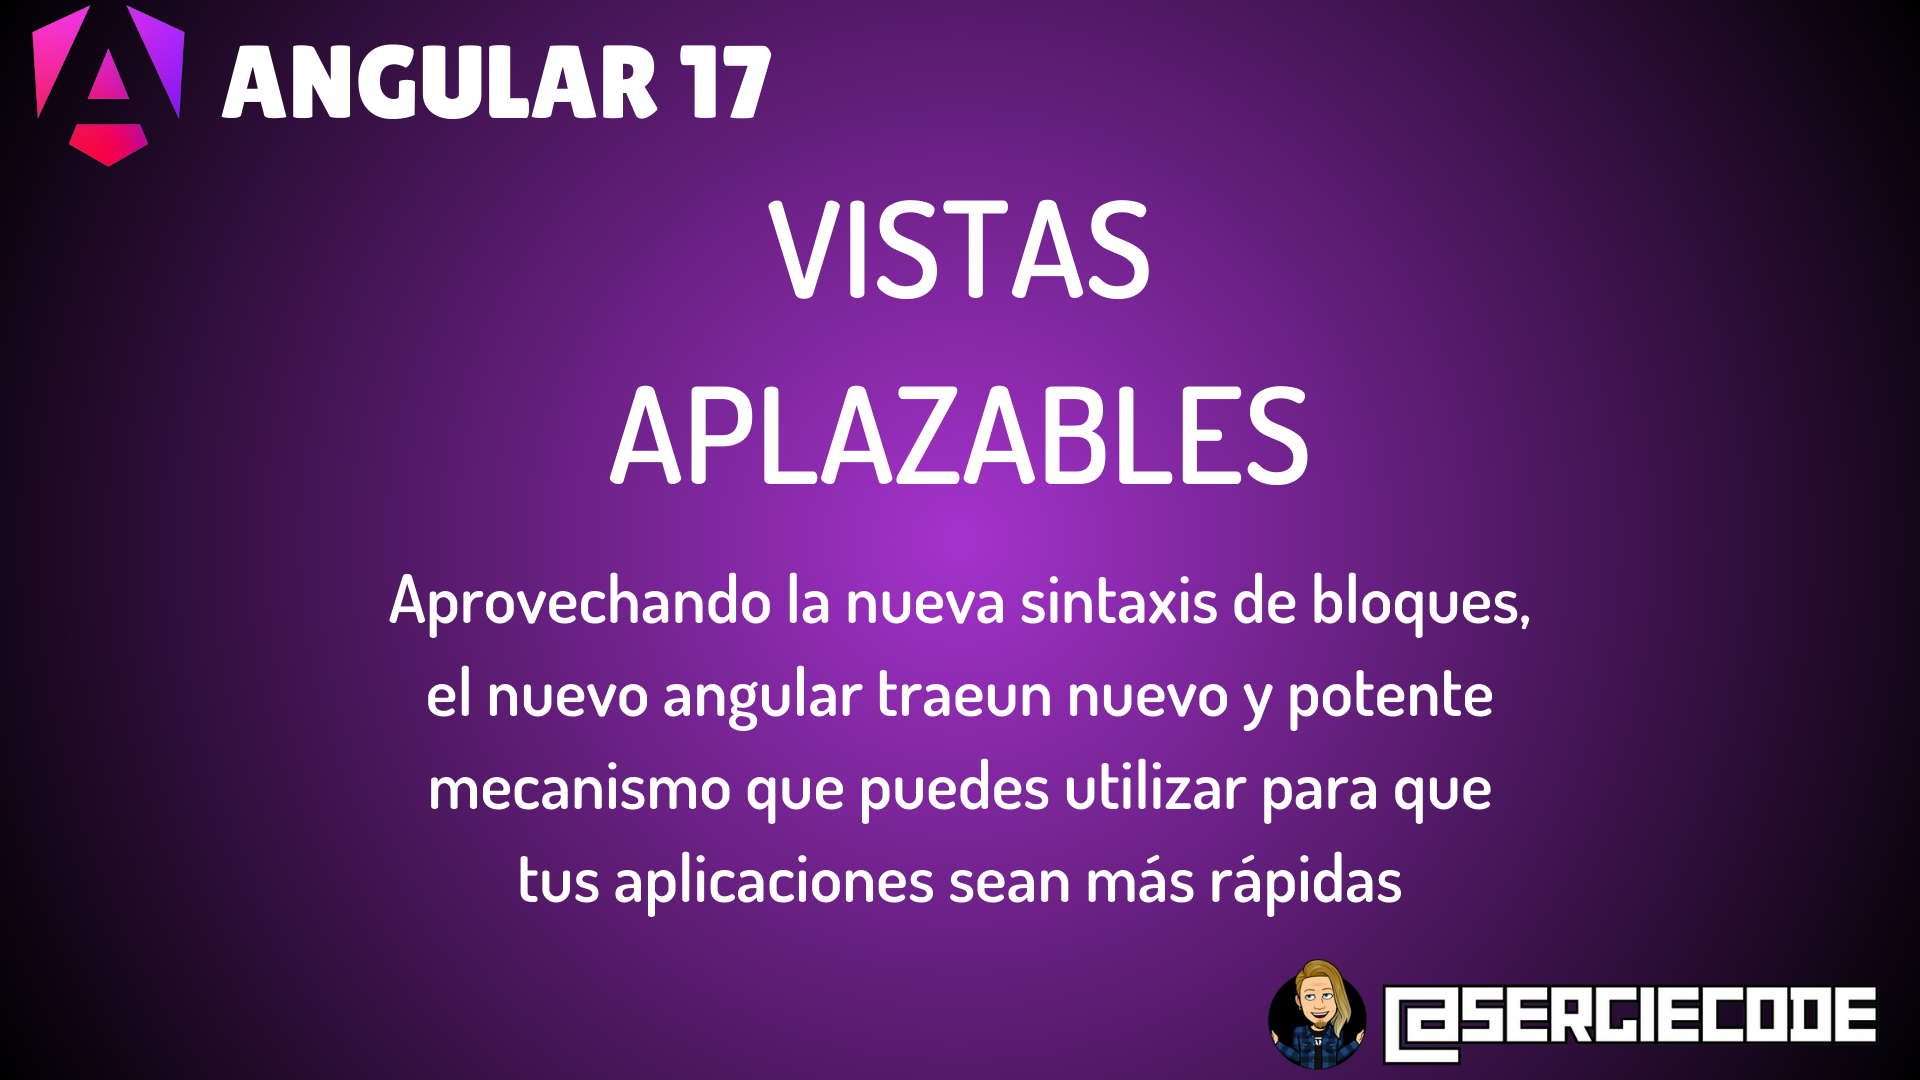 ANGULAR 17
VISTAS
APLAZABLES
Aprovechando la nueva sintaxis de bloques,
el nuevo angular traeun nuevo y potente
mecanismo que puedes utilizar para que
tus aplicaciones sean más rápidas
@SERGIECODE